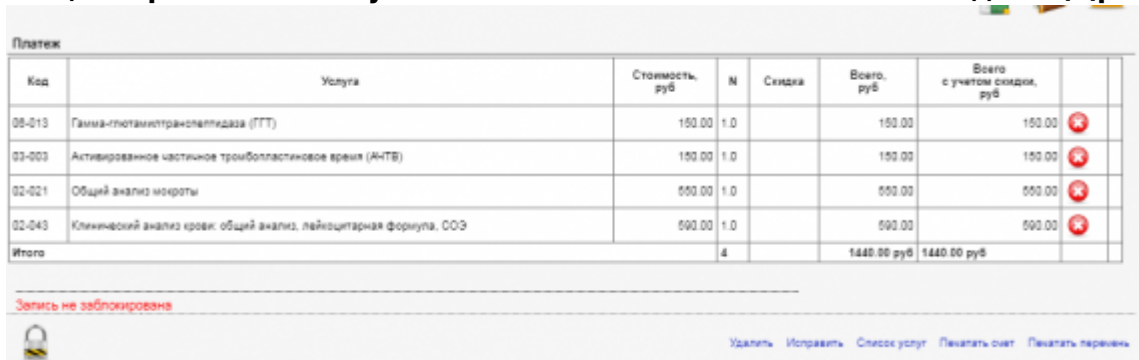 Платеж
Код Услуга Стоимость, руб N Скидка Всего, руб Всего с учетом скидки, руб
06-013 Гамма-глютамилтранспептидаза (ГГТ) 150.00 1.0 150.00 150.00
03-003 Активированное частичное тромбопластиновое время (АЧТВ) 150.00 1.0 150.00 150.00
02-021 Общий анализ мокроты 550.00 1.0 550.00 550.00
02-043 Клинический анализ крови: общий анализ, лейкоцитарная формула, СОЭ 590.00 1.0 590.00 590.00
Итого 4 1440.00 руб 1440.00 руб
Запись не заблокирована
Удалить Исправить Список услуг Печатать счет Печатать перечень